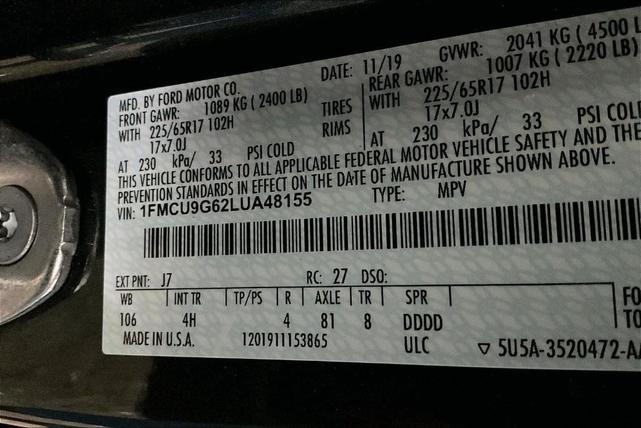 MFD. BY FORD MOTOR CO. DATE: 11/19 GVWR: 2041 KG ( 4500 L
FRONT GAWR: 1089 KG ( 2400 LB) REAR GAWR: 1007 KG ( 2220 LB)
WITH 225/65R17 102H TIRES WITH 225/65R17 102H
17x7.0J RIMS 17x7.0J
AT 230 kPa/ 33 PSI COLD AT 230 kPa/ 33 PSI COL
THIS VEHICLE CONFORMS TO ALL APPLICABLE FEDERAL MOTOR VEHICLE SAFETY AND THE
PREVENTION STANDARDS IN EFFECT ON THE DATE OF MANUFACTURE SHOWN ABOVE.
VIN: 1FMCU9G62LUA48155 TYPE: MPV
EXT PNT: J7 RC: 27 DSO:
WB INT TR TP/PS R AXLE TR SPR FO
106 4H 4 81 8 DDDD TO
MADE IN U.S.A. 1201911153865 ULC ▽ 5U5A-3520472-A